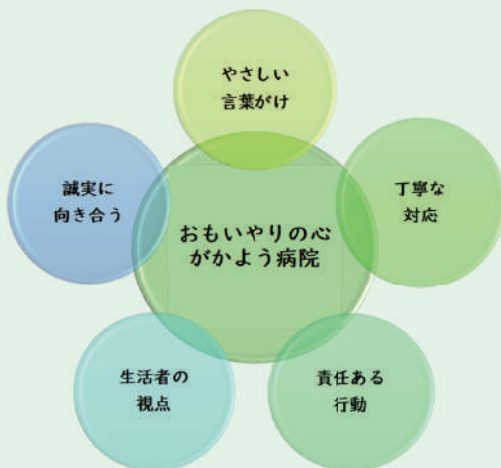 やさしい
言葉がけ
誠実に
向き合う
丁寧な
対応
おもいやりの心
がかよう病院
生活者の
視点
責任ある
行動